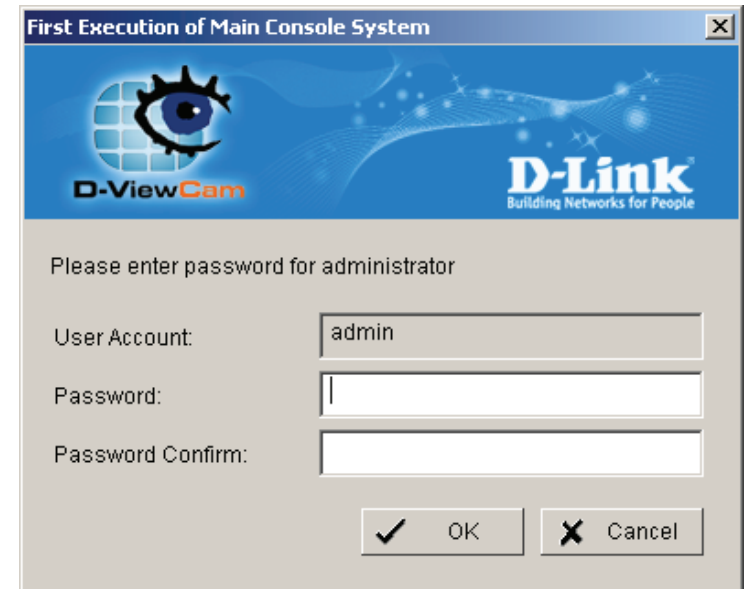 First Execution of Main Console System
D-ViewCam
D-Link
Building Networks for People
Please enter password for administrator
User Account:
admin
Password:
Password Confirm:
OK
Cancel